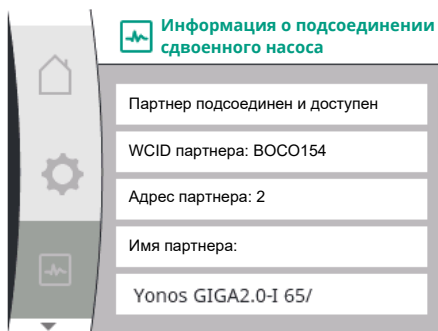 Информация о подсоединении
сдвоенного насоса
Партнер подсоединен и доступен
WCID партнера: BOCO154
Адрес партнера: 2
Имя партнера:
Yonos GIGA2.0-I 65/